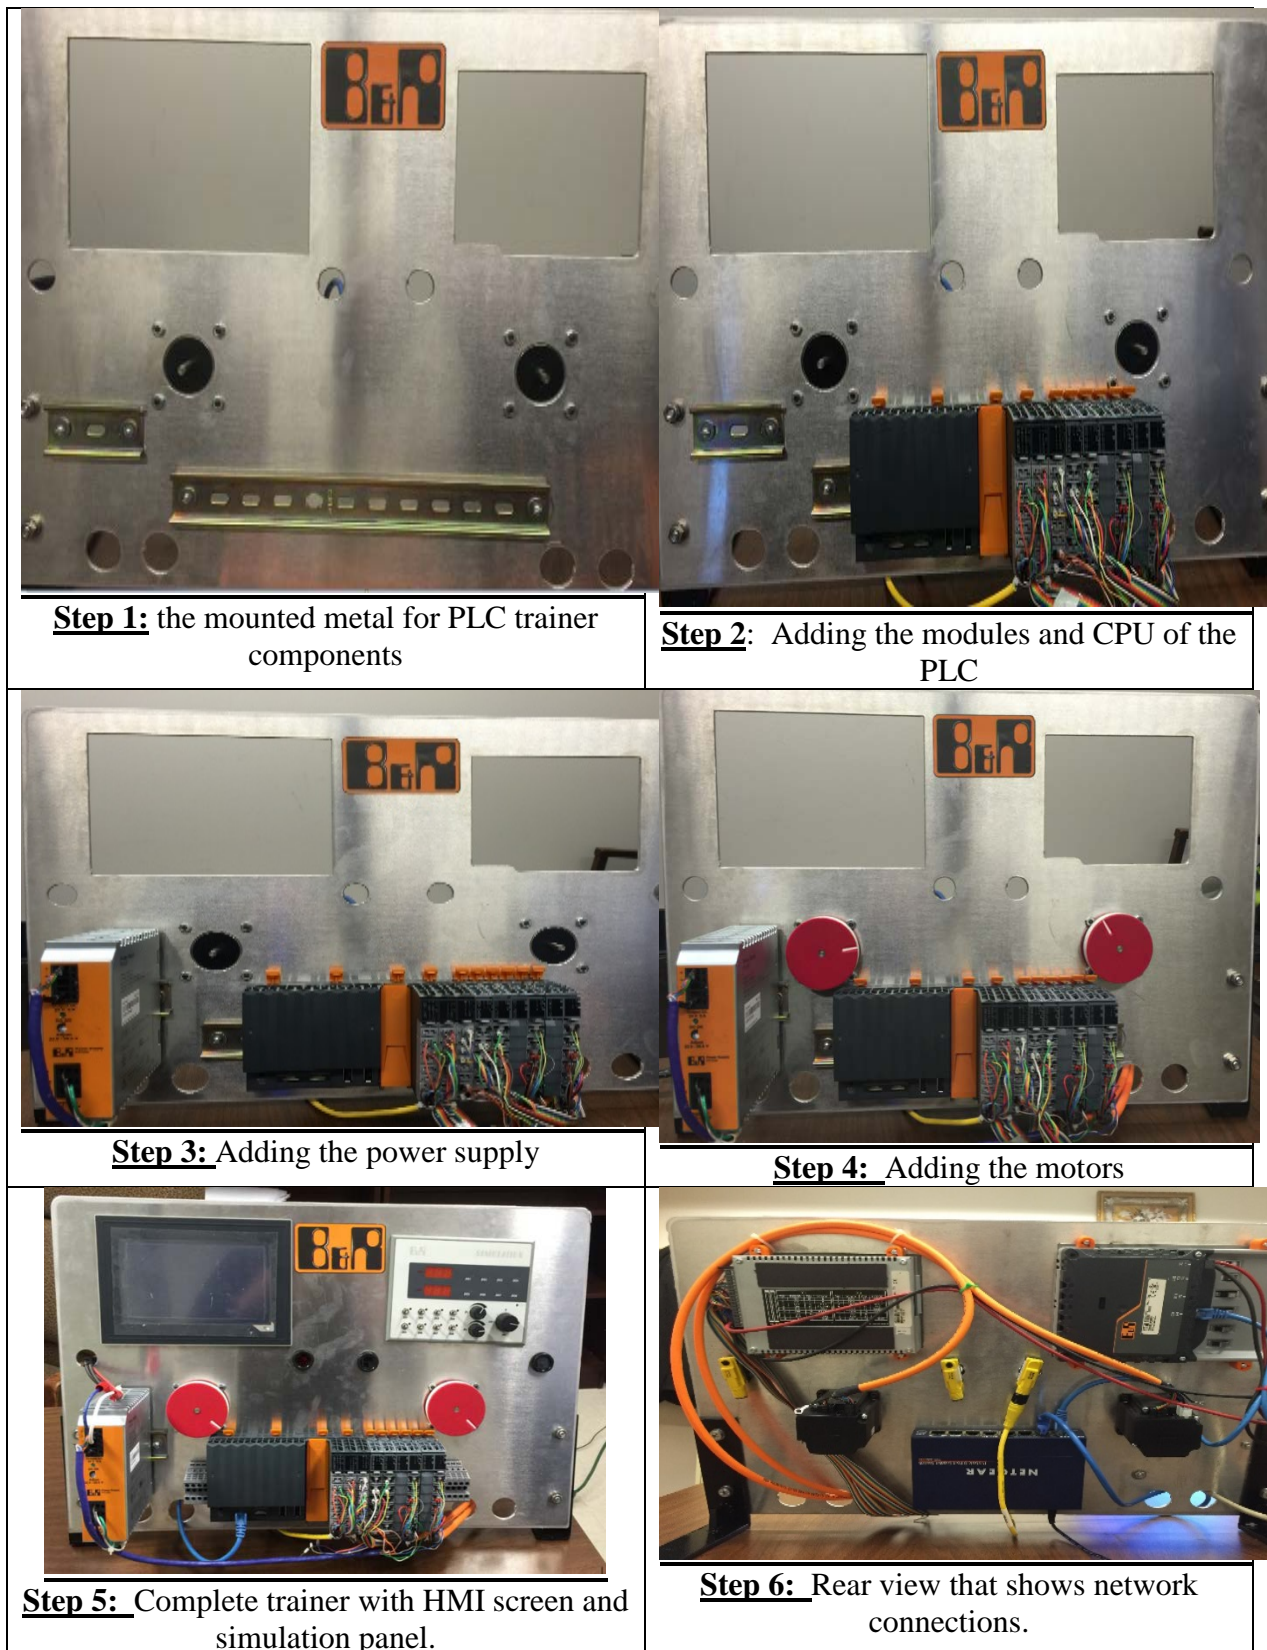 B&R
B&R
Step 1: the mounted metal for PLC trainer
components
Step 2: Adding the modules and CPU of the
PLC
B&R
B&R
Step 3: Adding the power supply
Step 4: Adding the motors
B&R
NETGEAR
Step 5: Complete trainer with HMI screen and
simulation panel.
Step 6: Rear view that shows network
connections.